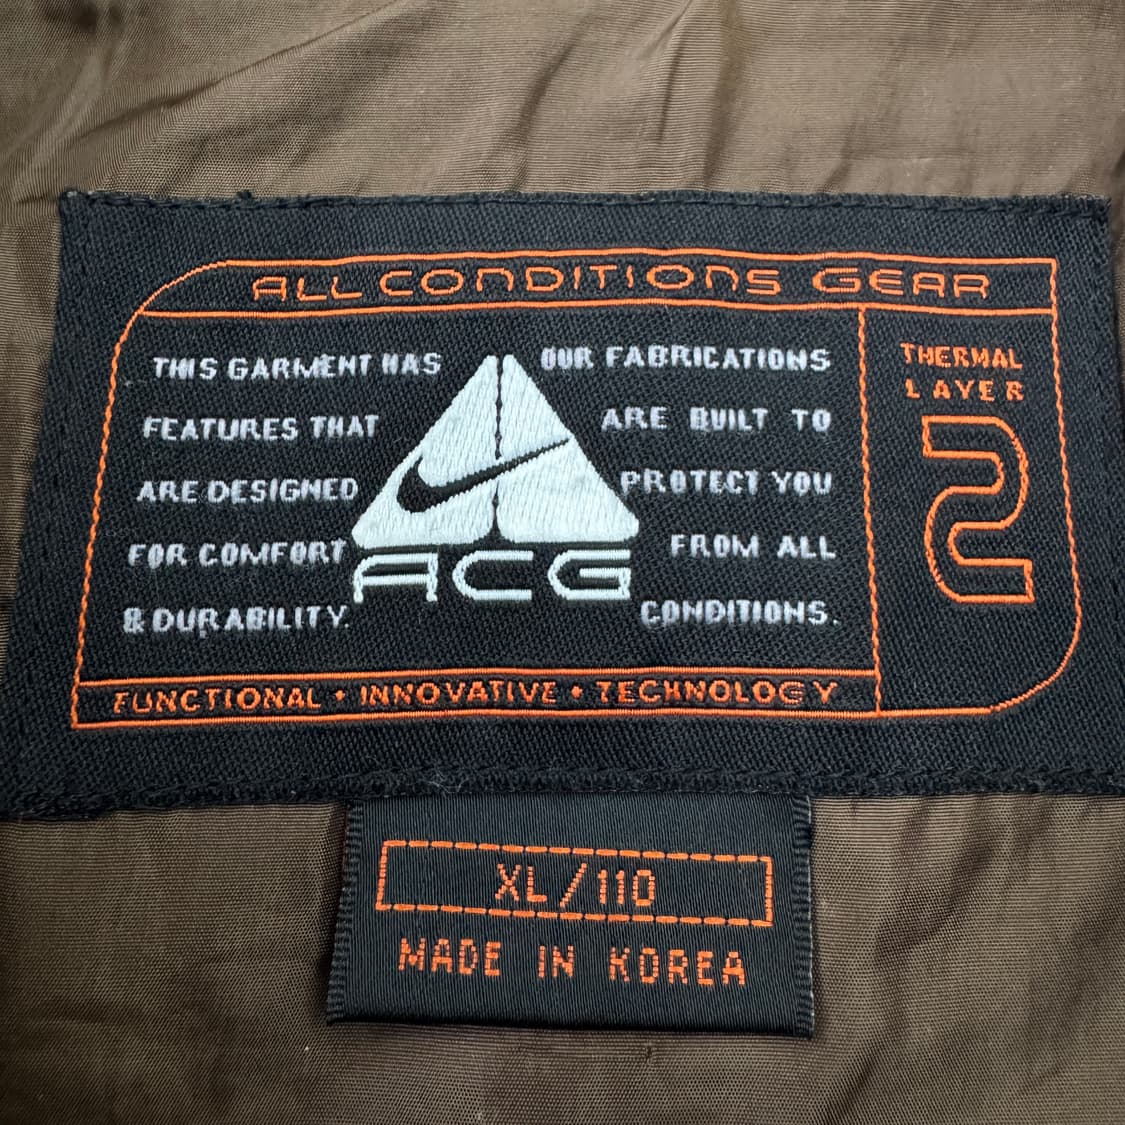 ALL CONDITIONS GEAR
THIS GARMENT HAS
FEATURES THAT
ARE DESIGNED
FOR COMFORT
& DURABILITY.
ACG
OUR FABRICATIONS
ARE BUILT TO
PROTECT YOU
FROM ALL
CONDITIONS.
THERMAL
LAYER
2
FUNCTIONAL • INNOVATIVE • TECHNOLOGY
XL/110
MADE IN KOREA